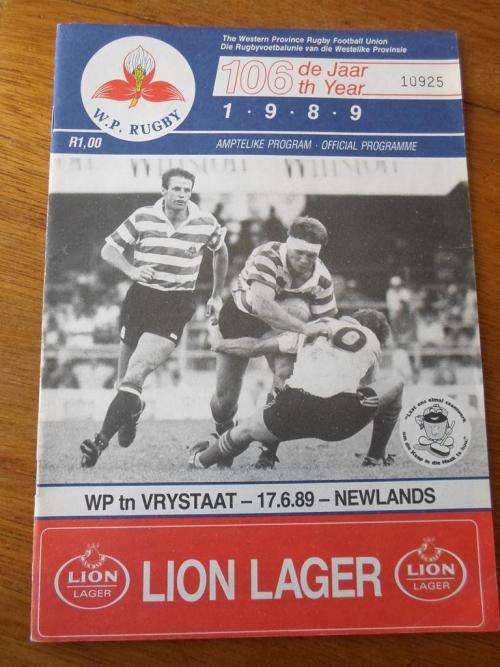 The Western Province Rugby Football Union
Die Rugbyvoetbalunie van die Westelike Provinsie
106 de Jaar
th Year
10925
1 · 9 · 8 · 9
W.P. RUGBY
R1,00
AMPTELIKE PROGRAM · OFFICIAL PROGRAMME
10
WP tn VRYSTAAT – 17.6.89 – NEWLANDS
LION
LAGER
LION LAGER
LION
LAGER